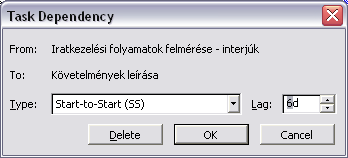 Task Dependency
From: Iratkezelési folyamatok felmérése - interjúk
To: Követelmények leírása
Type: Start-to-Start (SS) Lag: 6d
Delete OK Cancel